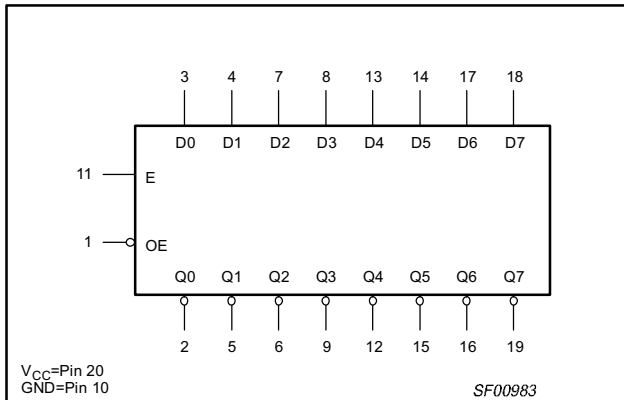 3 4 7 8 13 14 17 18
D0 D1 D2 D3 D4 D5 D6 D7
11 E
1 OE
Q0 Q1 Q2 Q3 Q4 Q5 Q6 Q7
2 5 6 9 12 15 16 19
VCC=Pin 20
GND=Pin 10
SF00983